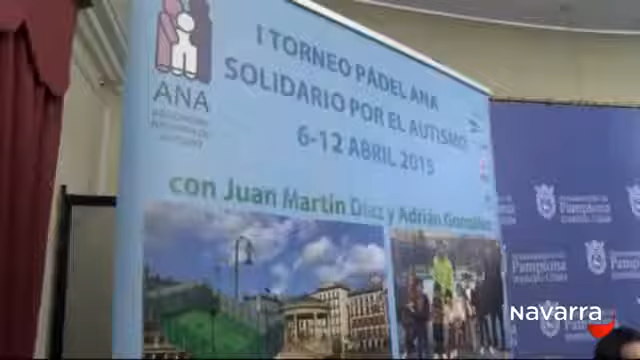 I TORNEO PADEL ANA
SOLIDARIO POR EL AUTISMO
6-12 ABRIL 2015
ANA
con Juan Martín Díaz y Adrián González
Pamplona
Pamplona
Pamplona
Navarra